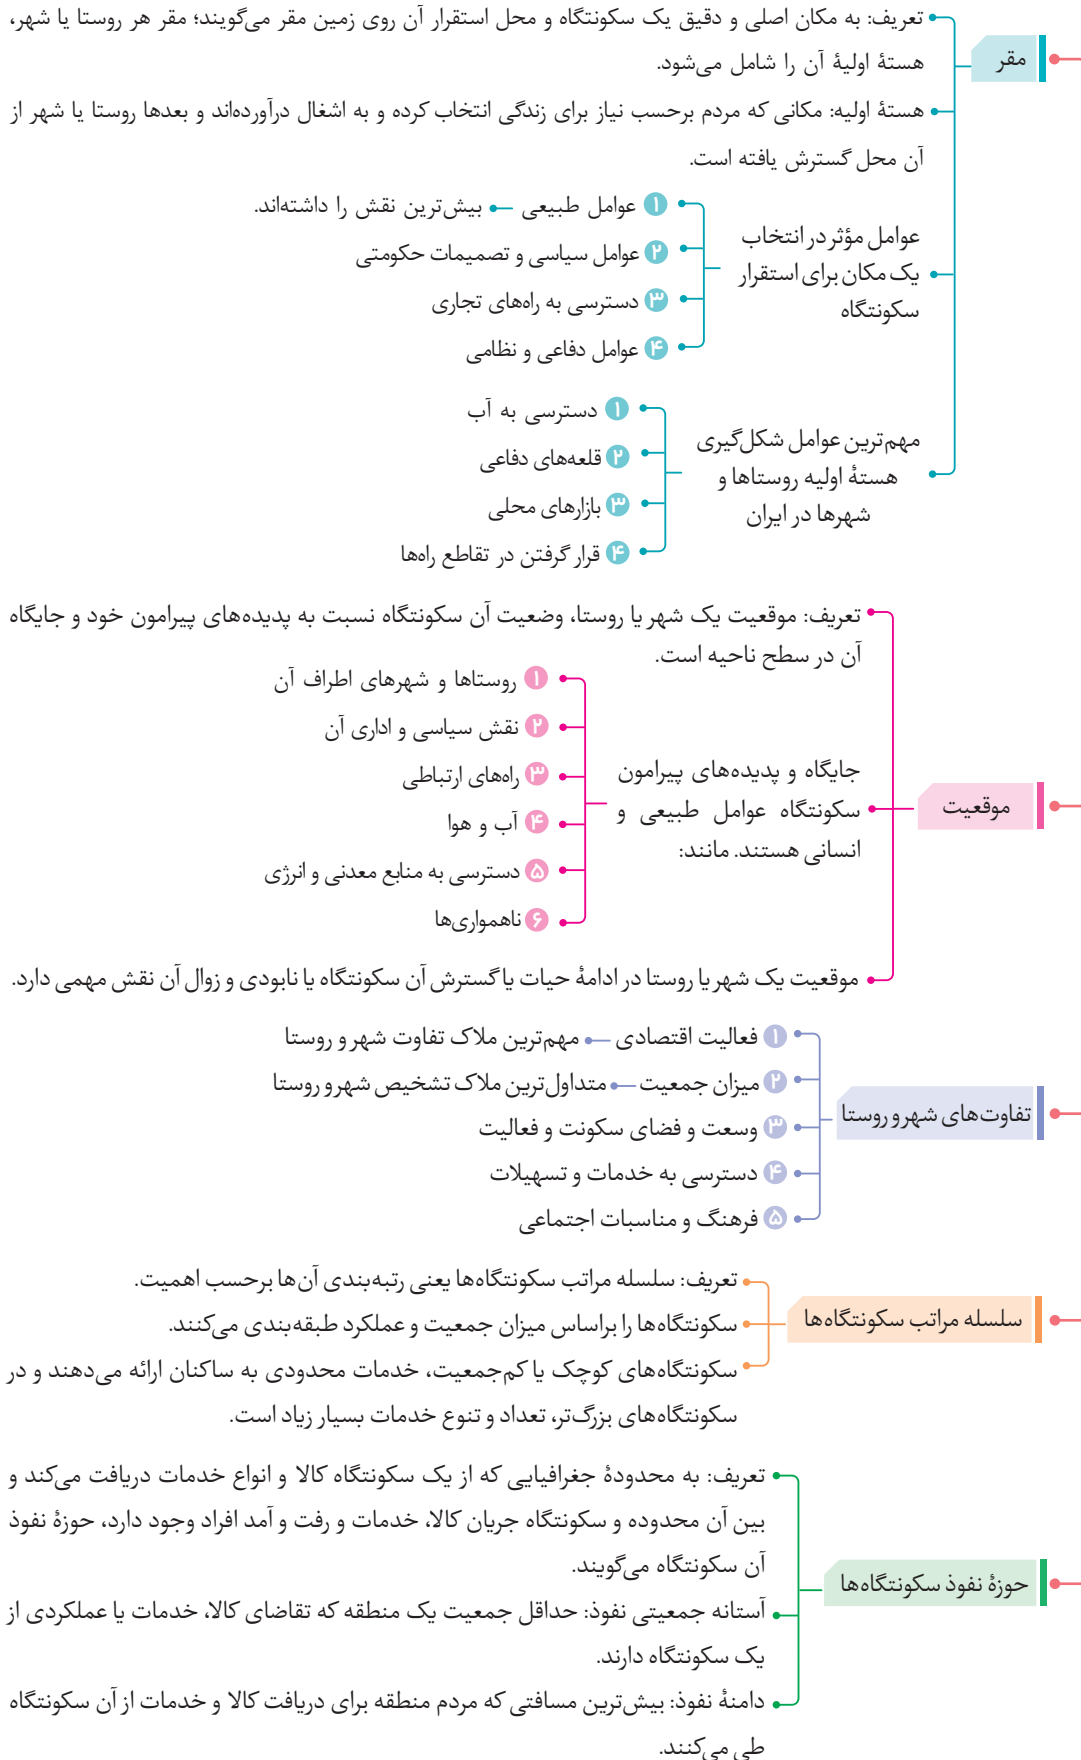 مقر
تعریف: به مکان اصلی و دقیق یک سکونتگاه و محل استقرار آن روی زمین مقر می‌گویند؛ مقر هر روستا یا شهر،
هستهٔ اولیهٔ آن را شامل می‌شود.
هستهٔ اولیه: مکانی که مردم برحسب نیاز برای زندگی انتخاب کرده و به اشغال درآورده‌اند و بعدها روستا یا شهر از
آن محل گسترش یافته است.
عوامل مؤثر در انتخاب
یک مکان برای استقرار
سکونتگاه
۱ عوامل طبیعی بیش‌ترین نقش را داشته‌اند.
۲ عوامل سیاسی و تصمیمات حکومتی
۳ دسترسی به راه‌های تجاری
۴ عوامل دفاعی و نظامی
مهم‌ترین عوامل شکل‌گیری
هستهٔ اولیه روستاها و
شهرها در ایران
۱ دسترسی به آب
۲ قلعه‌های دفاعی
۳ بازارهای محلی
۴ قرار گرفتن در تقاطع راه‌ها
موقعیت
تعریف: موقعیت یک شهر یا روستا، وضعیت آن سکونتگاه نسبت به پدیده‌های پیرامون خود و جایگاه
آن در سطح ناحیه است.
جایگاه و پدیده‌های پیرامون
سکونتگاه عوامل طبیعی و
انسانی هستند. مانند:
۱ روستاها و شهرهای اطراف آن
۲ نقش سیاسی و اداری آن
۳ راه‌های ارتباطی
۴ آب و هوا
۵ دسترسی به منابع معدنی و انرژی
۶ ناهمواری‌ها
موقعیت یک شهر یا روستا در ادامهٔ حیات یا گسترش آن سکونتگاه یا نابودی و زوال آن نقش مهمی دارد.
تفاوت‌های شهر و روستا
۱ فعالیت اقتصادی مهم‌ترین ملاک تفاوت شهر و روستا
۲ میزان جمعیت متداول‌ترین ملاک تشخیص شهر و روستا
۳ وسعت و فضای سکونت و فعالیت
۴ دسترسی به خدمات و تسهیلات
۵ فرهنگ و مناسبات اجتماعی
سلسله مراتب سکونتگاه‌ها
تعریف: سلسله مراتب سکونتگاه‌ها یعنی رتبه‌بندی آن‌ها برحسب اهمیت.
سکونتگاه‌ها را براساس میزان جمعیت و عملکرد طبقه‌بندی می‌کنند.
سکونتگاه‌های کوچک یا کم‌جمعیت، خدمات محدودی به ساکنان ارائه می‌دهند و در
سکونتگاه‌های بزرگ‌تر، تعداد و تنوع خدمات بسیار زیاد است.
حوزهٔ نفوذ سکونتگاه‌ها
تعریف: به محدودهٔ جغرافیایی که از یک سکونتگاه کالا و انواع خدمات دریافت می‌کند و
بین آن محدوده و سکونتگاه جریان کالا، خدمات و رفت و آمد افراد وجود دارد، حوزهٔ نفوذ
آن سکونتگاه می‌گویند.
آستانه جمعیتی نفوذ: حداقل جمعیت یک منطقه که تقاضای کالا، خدمات یا عملکردی از
یک سکونتگاه دارند.
دامنهٔ نفوذ: بیش‌ترین مسافتی که مردم منطقه برای دریافت کالا و خدمات از آن سکونتگاه
طی می‌کنند.